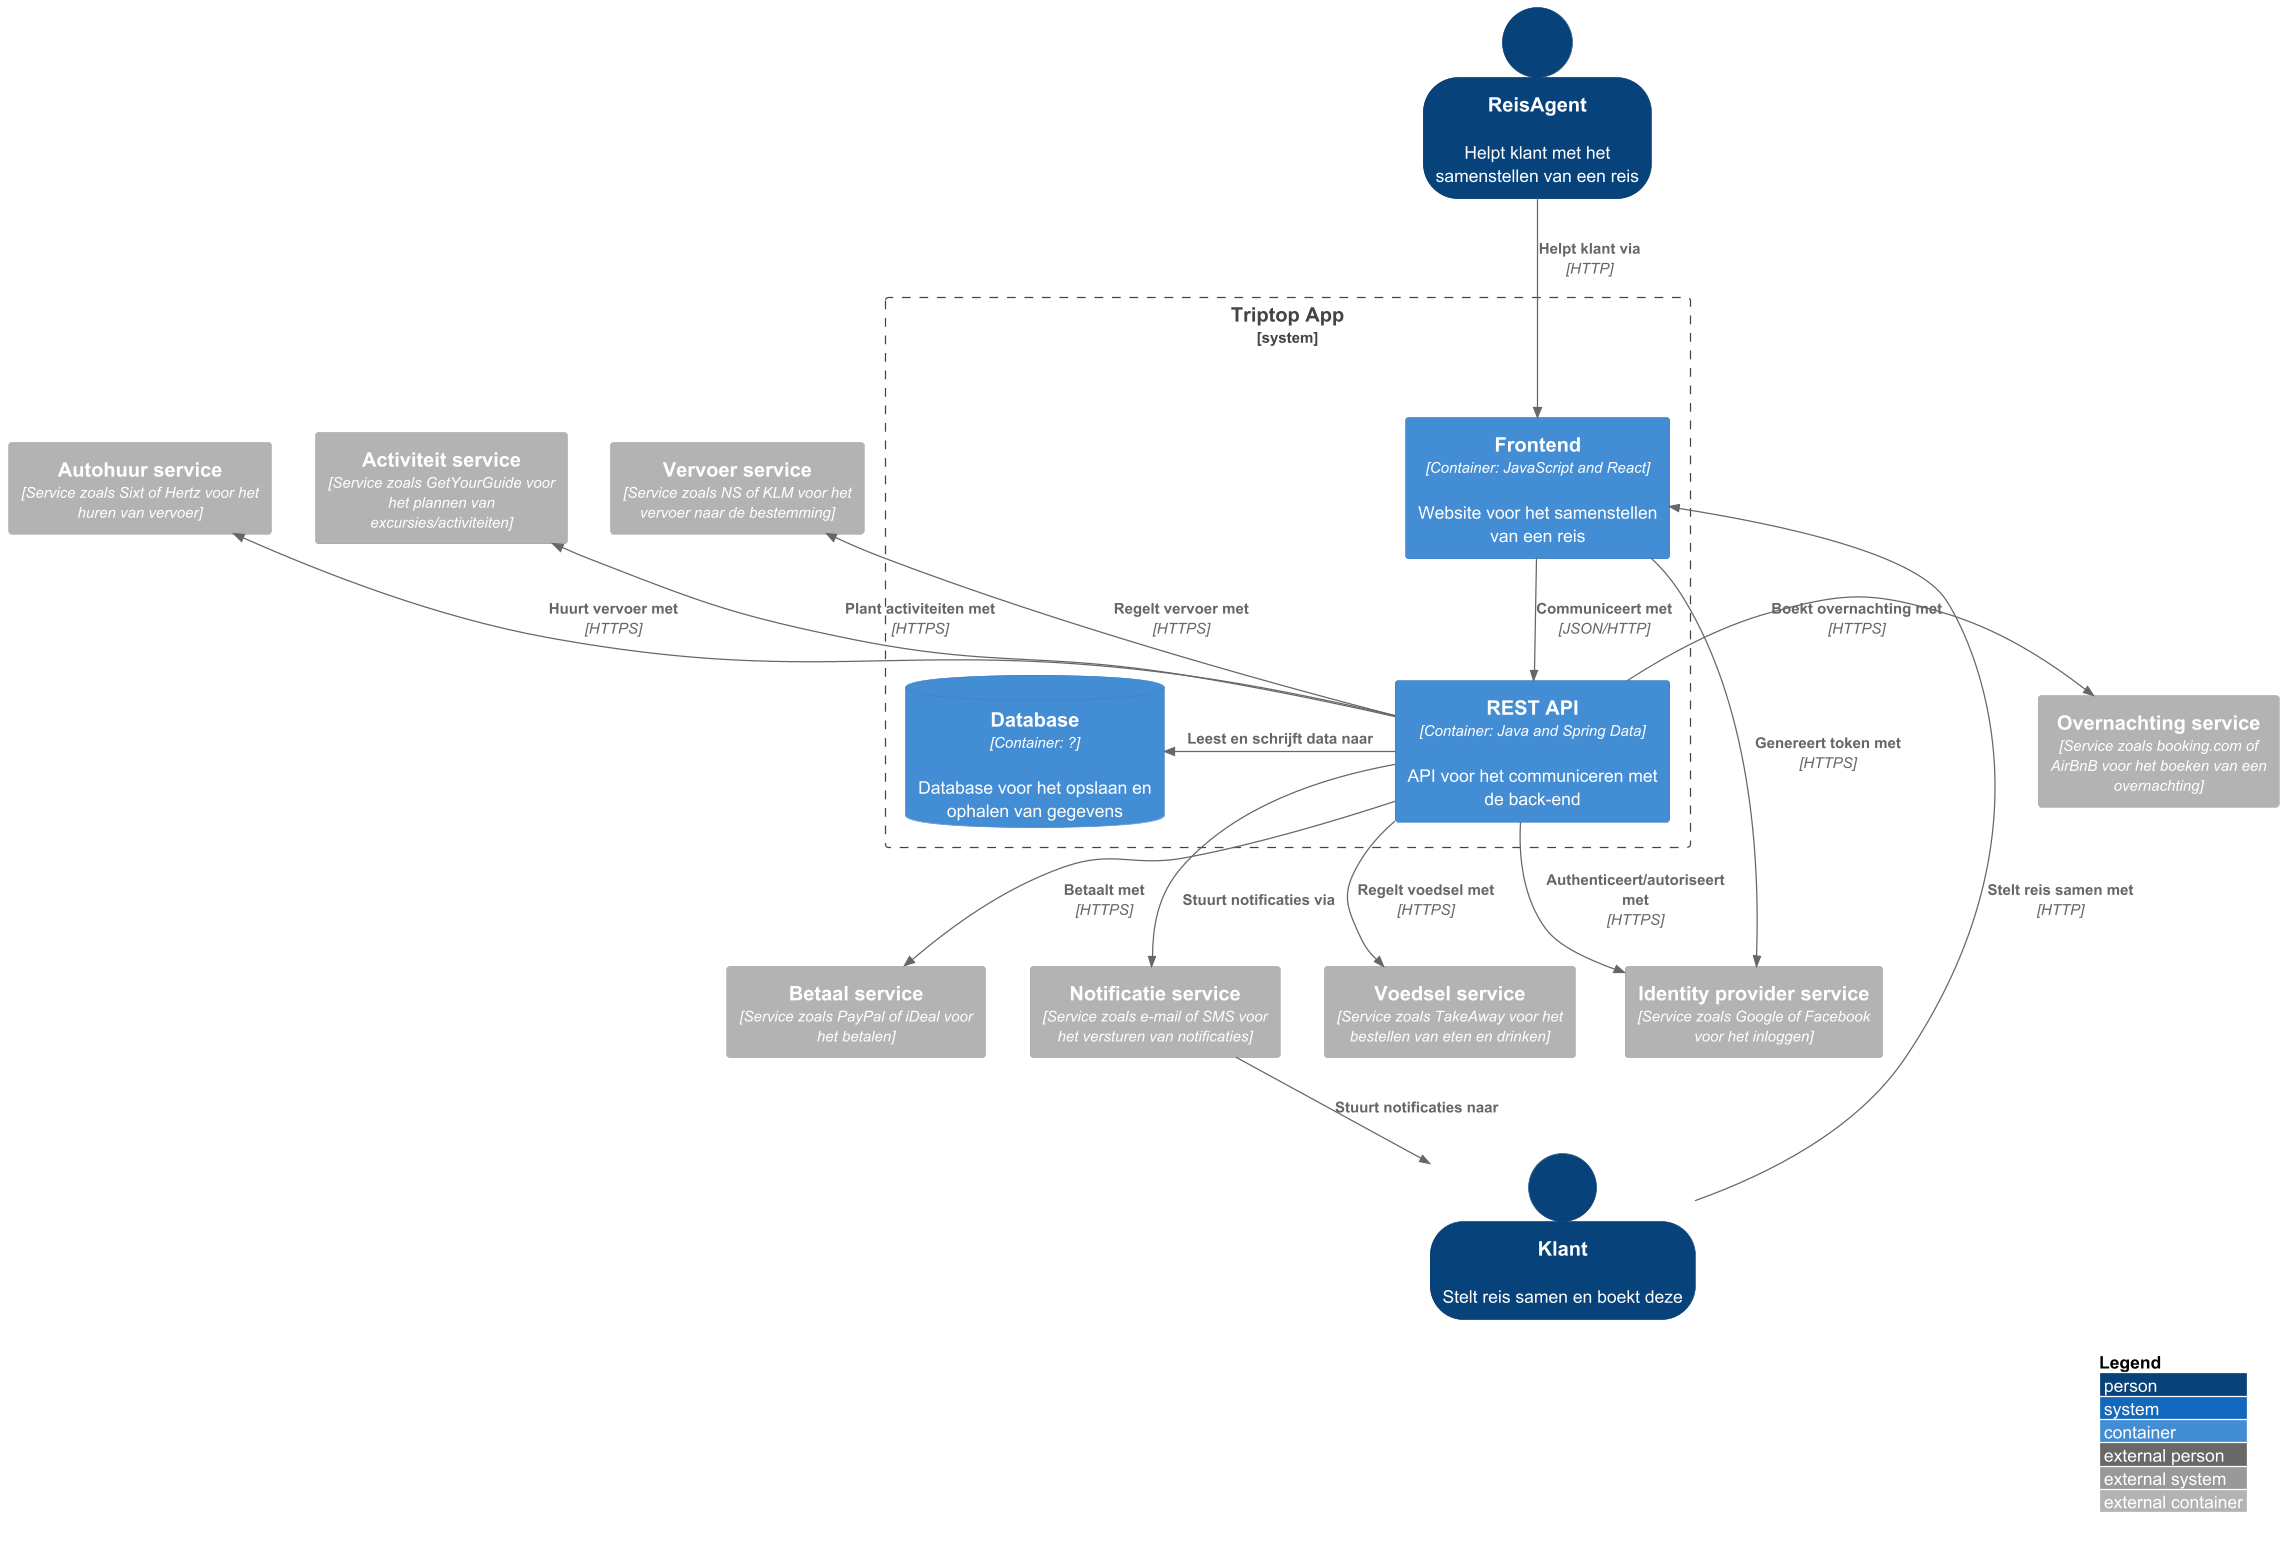 ReisAgent
Helpt klant met het
samenstellen van een reis
Helpt klant via
[HTTP]
Triptop App
[system]
Autohuur service
[Service zoals Sixt of Hertz voor het
huren van vervoer]
Activiteit service
[Service zoals GetYourGuide voor
het plannen van
excursies/activiteiten]
Vervoer service
[Service zoals NS of KLM voor het
vervoer naar de bestemming]
Frontend
[Container: JavaScript and React]
Website voor het samenstellen
van een reis
Huurt vervoer met
[HTTPS]
Plant activiteiten met
[HTTPS]
Regelt vervoer met
[HTTPS]
Communiceert met
[JSON/HTTP]
Boekt overnachting met
[HTTPS]
Database
[Container: ?]
Database voor het opslaan en
ophalen van gegevens
Leest en schrijft data naar
REST API
[Container: Java and Spring Data]
API voor het communiceren met
de back-end
Genereert token met
[HTTPS]
Overnachting service
[Service zoals booking.com of
AirBnB voor het boeken van een
overnachting]
Betaalt met
[HTTPS]
Stuurt notificaties via
Regelt voedsel met
[HTTPS]
Authenticeert/autoriseert
met
[HTTPS]
Stelt reis samen met
[HTTP]
Betaal service
[Service zoals PayPal of iDeal voor
het betalen]
Notificatie service
[Service zoals e-mail of SMS voor
het versturen van notificaties]
Voedsel service
[Service zoals TakeAway voor het
bestellen van eten en drinken]
Identity provider service
[Service zoals Google of Facebook
voor het inloggen]
Stuurt notificaties naar
Klant
Stelt reis samen en boekt deze
Legend
person
system
container
external person
external system
external container